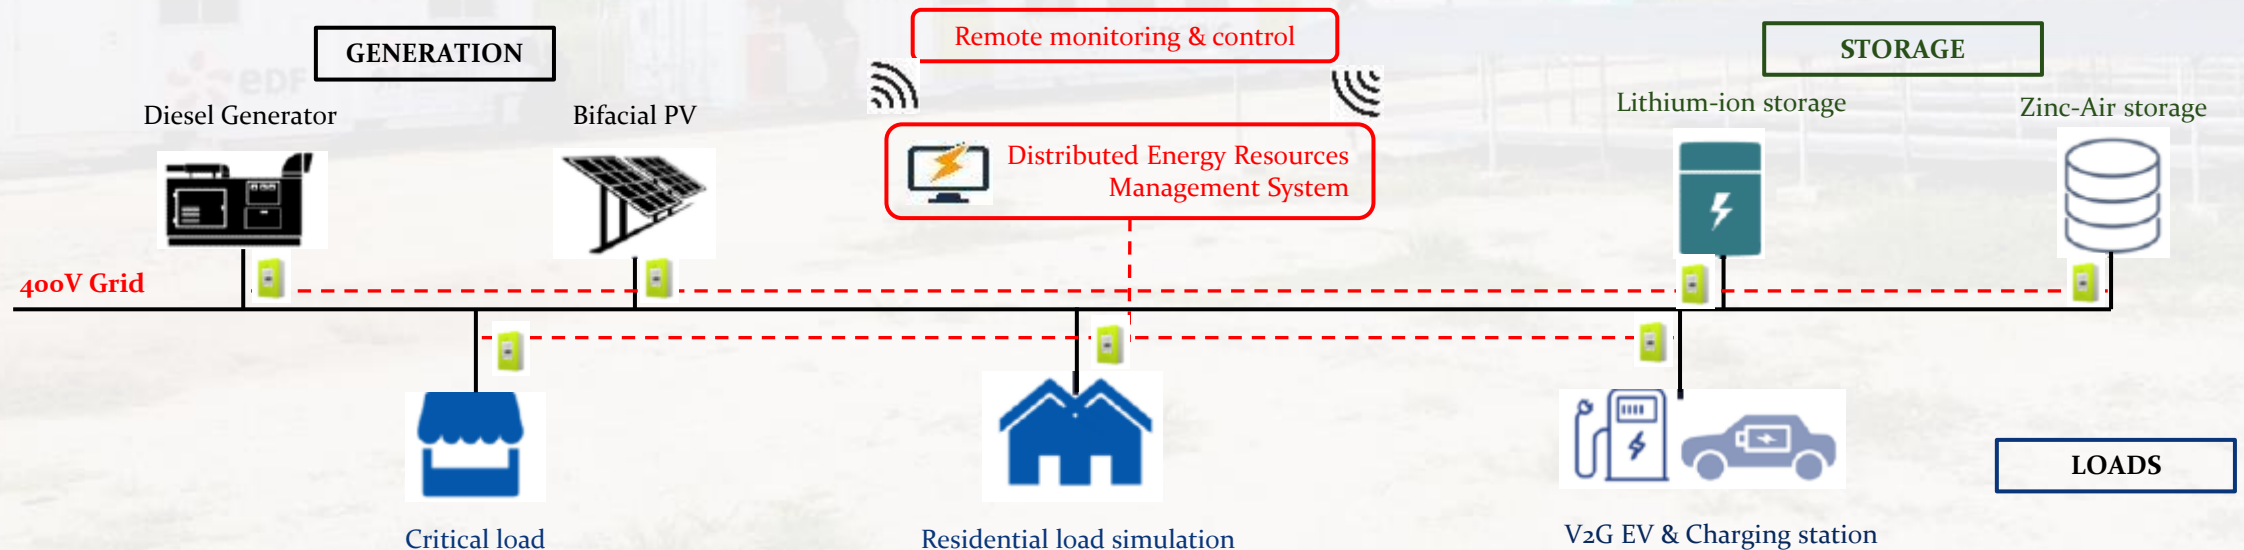 Remote monitoring & control
GENERATION
STORAGE
eDF
Diesel Generator
Bifacial PV
Lithium-ion storage
Zinc-Air storage
Distributed Energy Resources
Management System
400V Grid
LOADS
Critical load
Residential load simulation
V2G EV & Charging station